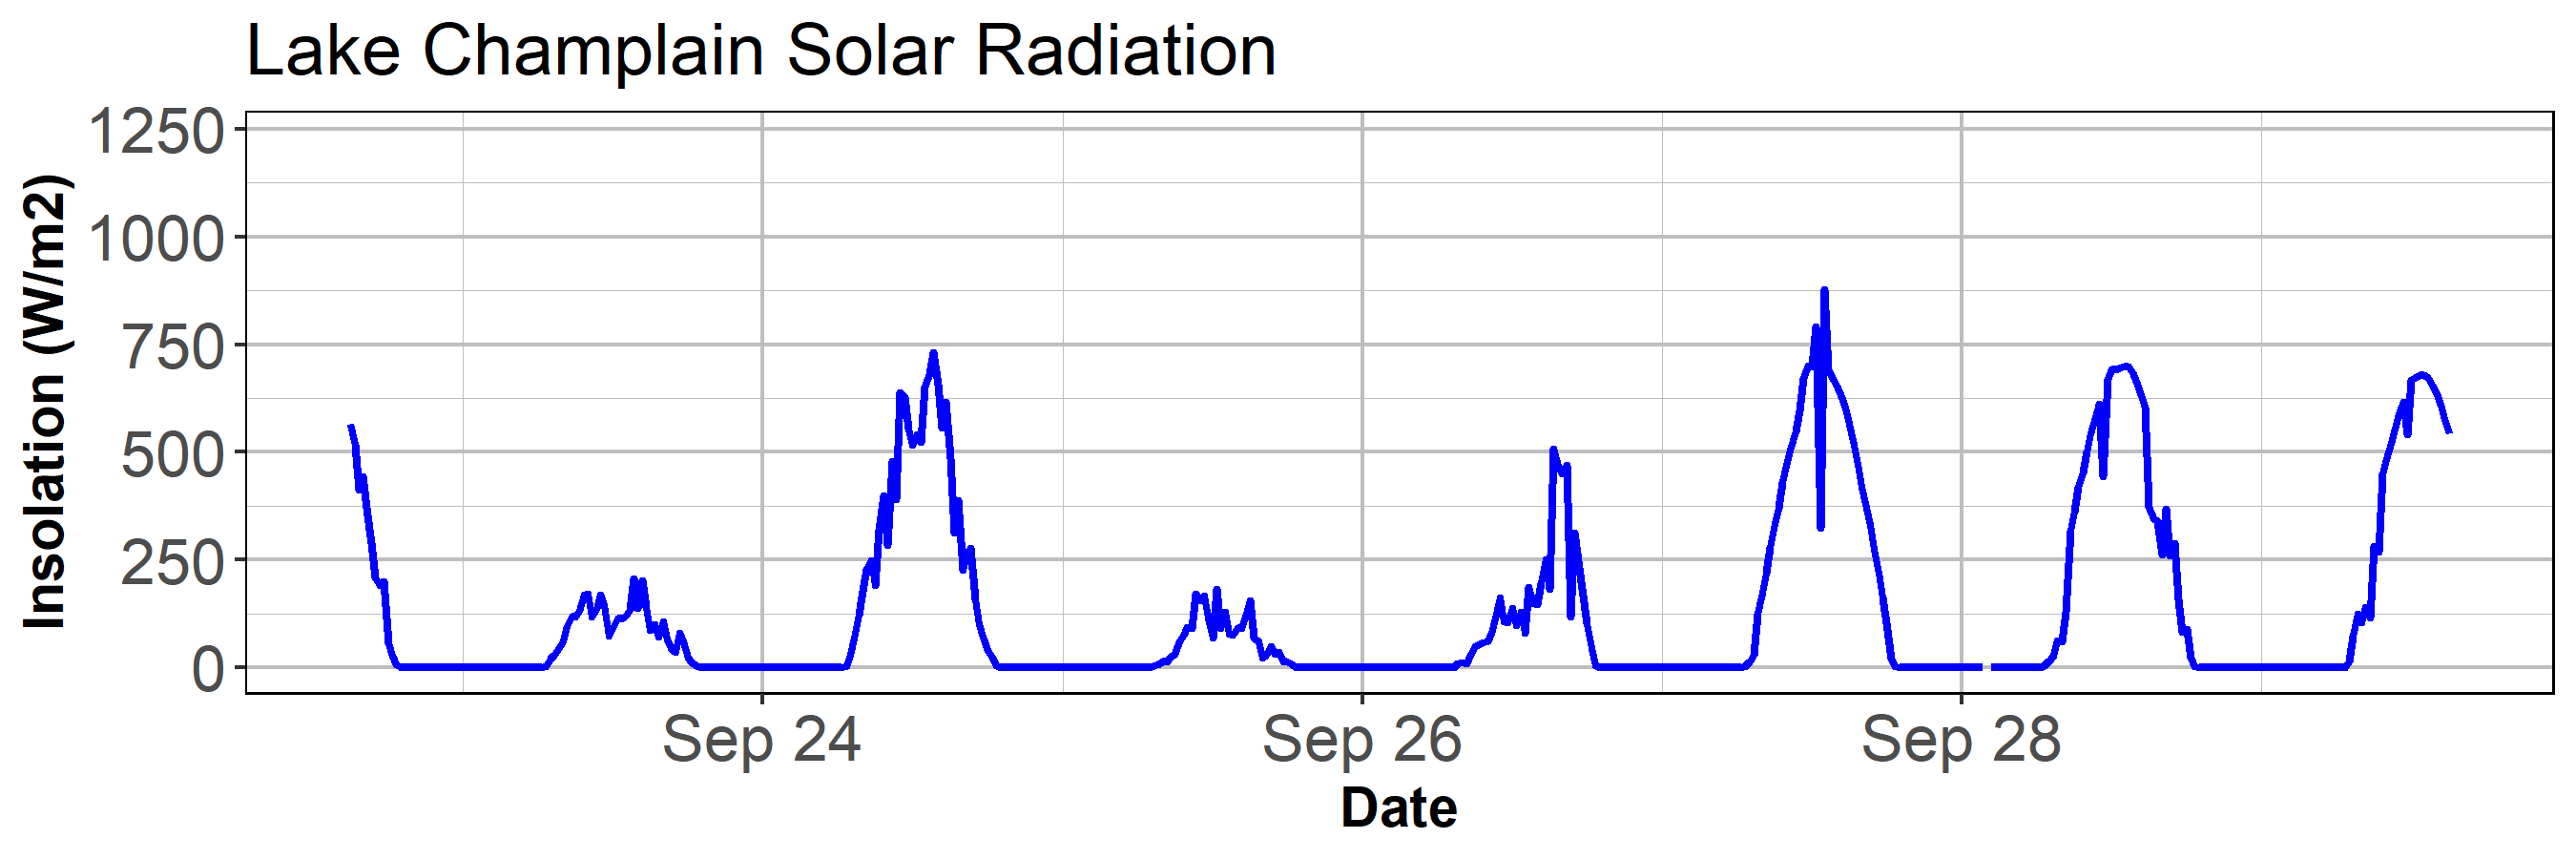 Lake Champlain Solar Radiation
Insolation (W/m2)
1250
1000
750
500
250
0
Sep 24 Sep 26 Sep 28
Date